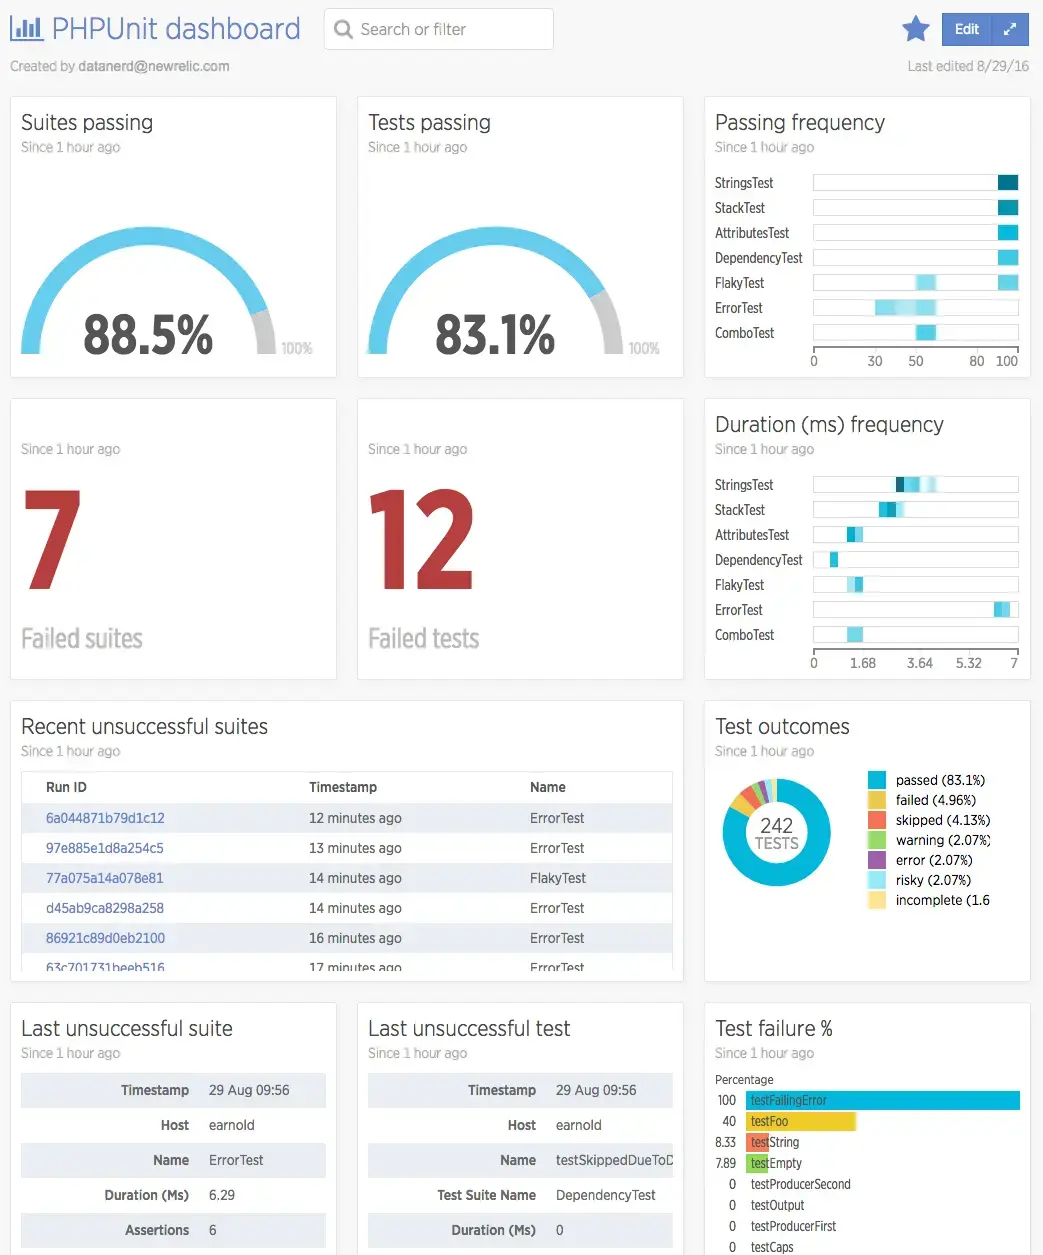 PHPUnit dashboard
Search or filter
Edit
Created by datanerd@newrelic.com
Last edited 8/29/16
Suites passing
Since 1 hour ago
88.5%
100%
Tests passing
Since 1 hour ago
83.1%
100%
Passing frequency
Since 1 hour ago
StringsTest
StackTest
AttributesTest
DependencyTest
FlakyTest
ErrorTest
ComboTest
0 30 50 80 100
Since 1 hour ago
7
Failed suites
Since 1 hour ago
12
Failed tests
Duration (ms) frequency
Since 1 hour ago
StringsTest
StackTest
AttributesTest
DependencyTest
FlakyTest
ErrorTest
ComboTest
0 1.68 3.64 5.32 7
Recent unsuccessful suites
Since 1 hour ago
Run ID Timestamp Name
6a044871b79d1c12 12 minutes ago ErrorTest
97e885e1d8a254c5 13 minutes ago ErrorTest
77a075a14a078e81 14 minutes ago FlakyTest
d45ab9ca8298a258 14 minutes ago ErrorTest
86921c89d0eb2100 16 minutes ago ErrorTest
63c701731beeb516 17 minutes ago ErrorTest
Test outcomes
Since 1 hour ago
242
TESTS
passed (83.1%)
failed (4.96%)
skipped (4.13%)
warning (2.07%)
error (2.07%)
risky (2.07%)
incomplete (1.6
Last unsuccessful suite
Since 1 hour ago
Timestamp 29 Aug 09:56
Host earnold
Name ErrorTest
Duration (Ms) 6.29
Assertions 6
Last unsuccessful test
Since 1 hour ago
Timestamp 29 Aug 09:56
Host earnold
Name testSkippedDueToD
Test Suite Name DependencyTest
Duration (Ms) 0
Test failure %
Since 1 hour ago
Percentage
100 testFailingError
40 testFoo
8.33 testString
7.89 testEmpty
0 testProducerSecond
0 testOutput
0 testProducerFirst
0 testCaps